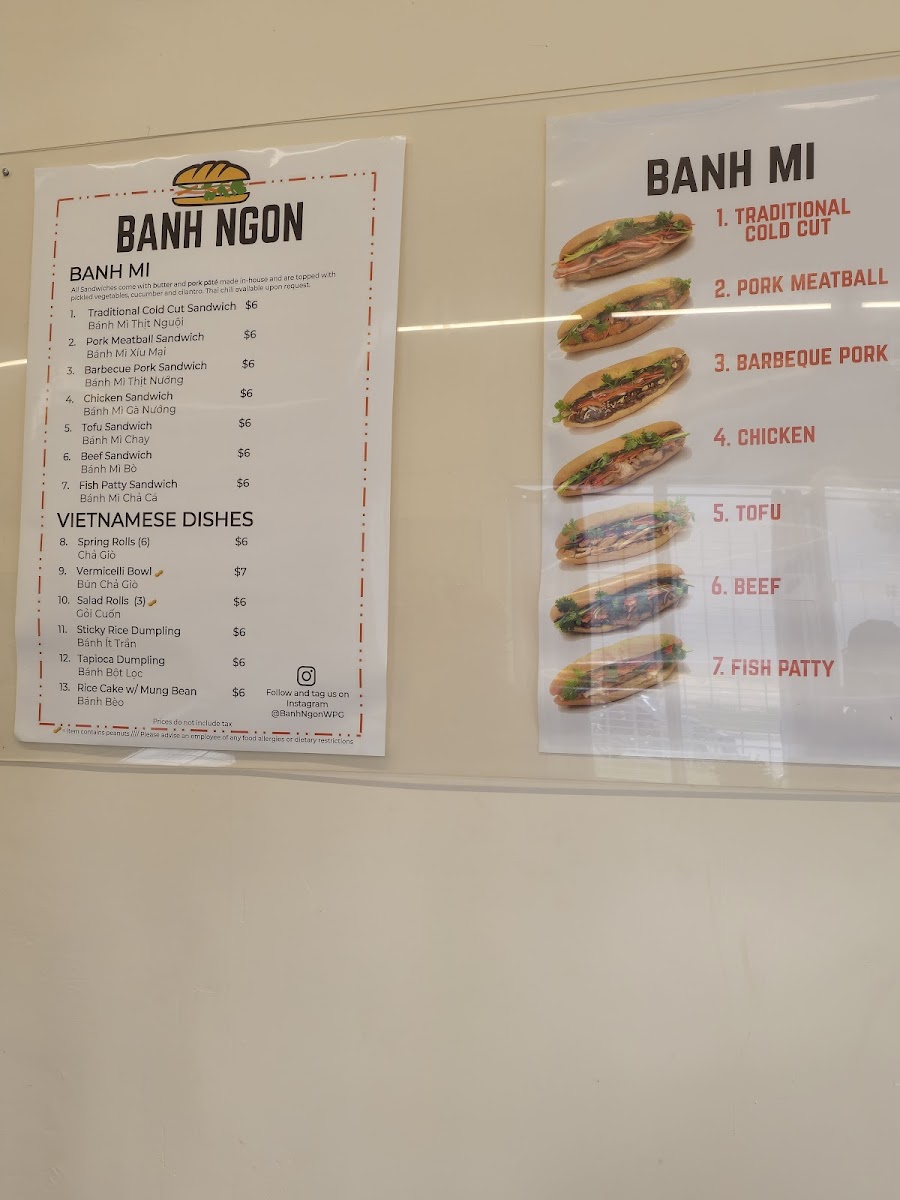 BANH NGON
BANH MI
All Sandwiches come with butter and pork pâté made in-house and are topped with
pickled vegetables, cucumber and cilantro. Thai chili available upon request.
1. Traditional Cold Cut Sandwich $6
Bánh Mì Thịt Nguội
2. Pork Meatball Sandwich $6
Bánh Mì Xíu Mại
3. Barbecue Pork Sandwich $6
Bánh Mì Thịt Nướng
4. Chicken Sandwich $6
Bánh Mì Gà Nướng
5. Tofu Sandwich $6
Bánh Mì Chay
6. Beef Sandwich $6
Bánh Mì Bò
7. Fish Patty Sandwich $6
Bánh Mì Chả Cá
VIETNAMESE DISHES
8. Spring Rolls (6) $6
Chả Giò
9. Vermicelli Bowl $7
Bún Chả Giò
10. Salad Rolls (3) $6
Gỏi Cuốn
11. Sticky Rice Dumpling $6
Bánh Ít Trần
12. Tapioca Dumpling $6
Bánh Bột Lọc
13. Rice Cake w/ Mung Bean $6
Bánh Bèo
Follow and tag us on
Instagram
@BanhNgonWPG
Prices do not include tax
= Item contains peanuts //// Please advise an employee of any food allergies or dietary restrictions
BANH MI
1. TRADITIONAL
COLD CUT
2. PORK MEATBALL
3. BARBEQUE PORK
4. CHICKEN
5. TOFU
6. BEEF
7. FISH PATTY